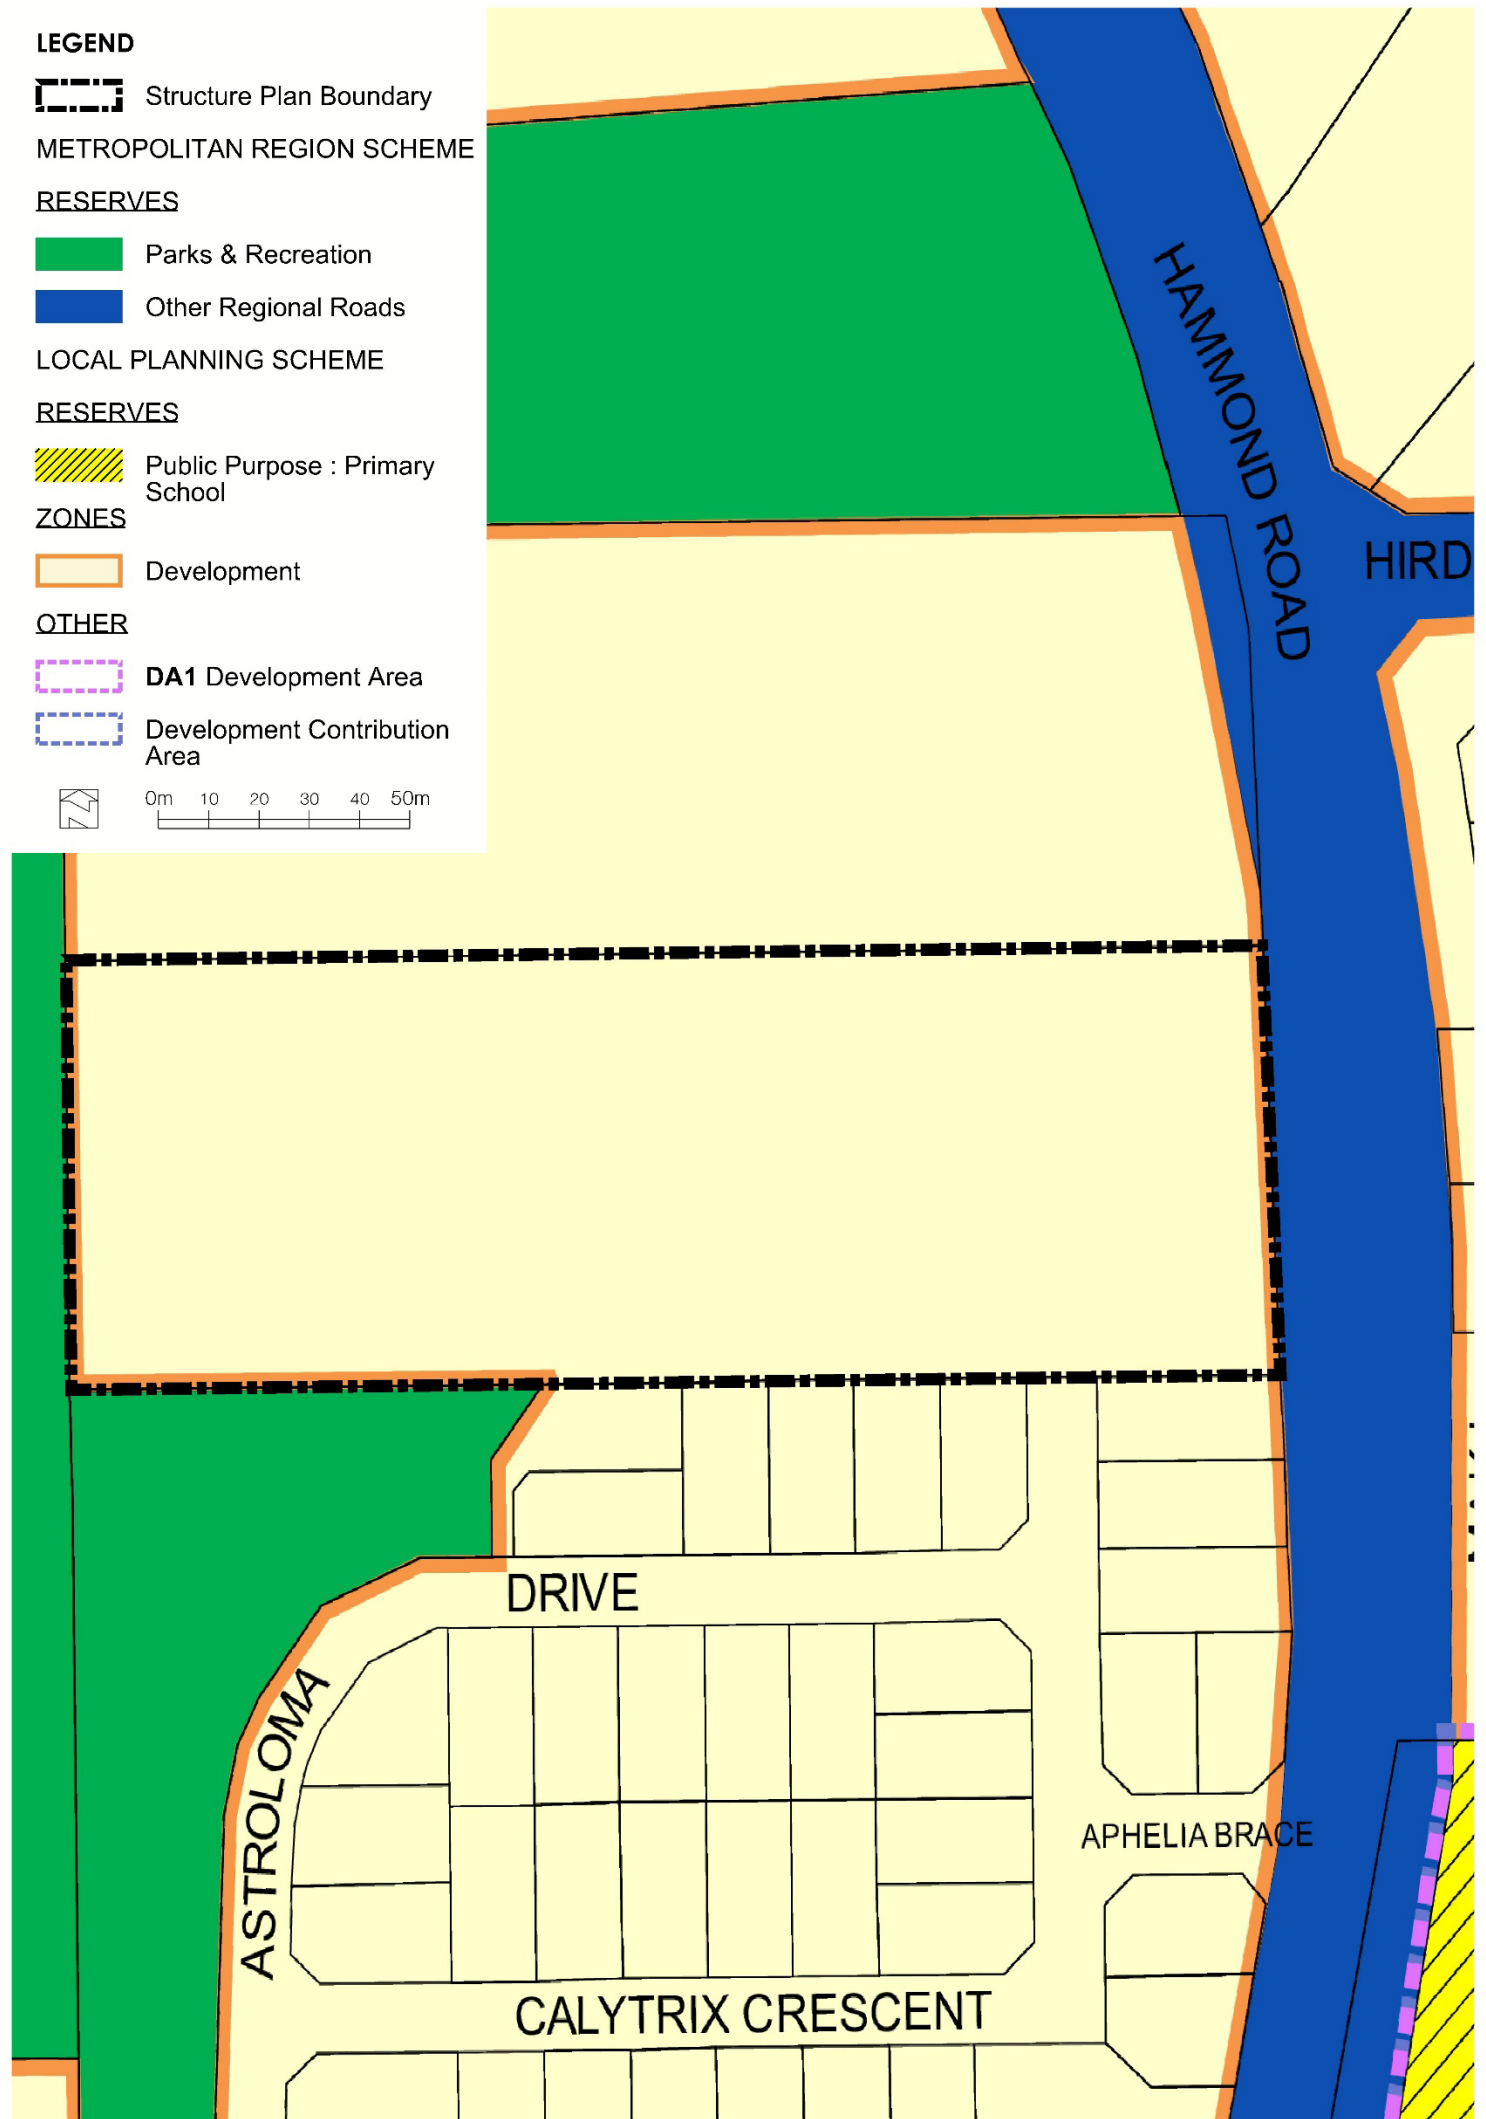 LEGEND
Structure Plan Boundary
METROPOLITAN REGION SCHEME
RESERVES
Parks & Recreation
Other Regional Roads
LOCAL PLANNING SCHEME
RESERVES
Public Purpose : Primary
School
ZONES
Development
OTHER
DA1 Development Area
Development Contribution
Area
0m 10 20 30 40 50m
N
HAMMOND ROAD
HIRD
DRIVE
ASTROLOMA
APHELIA BRACE
CALYTRIX CRESCENT